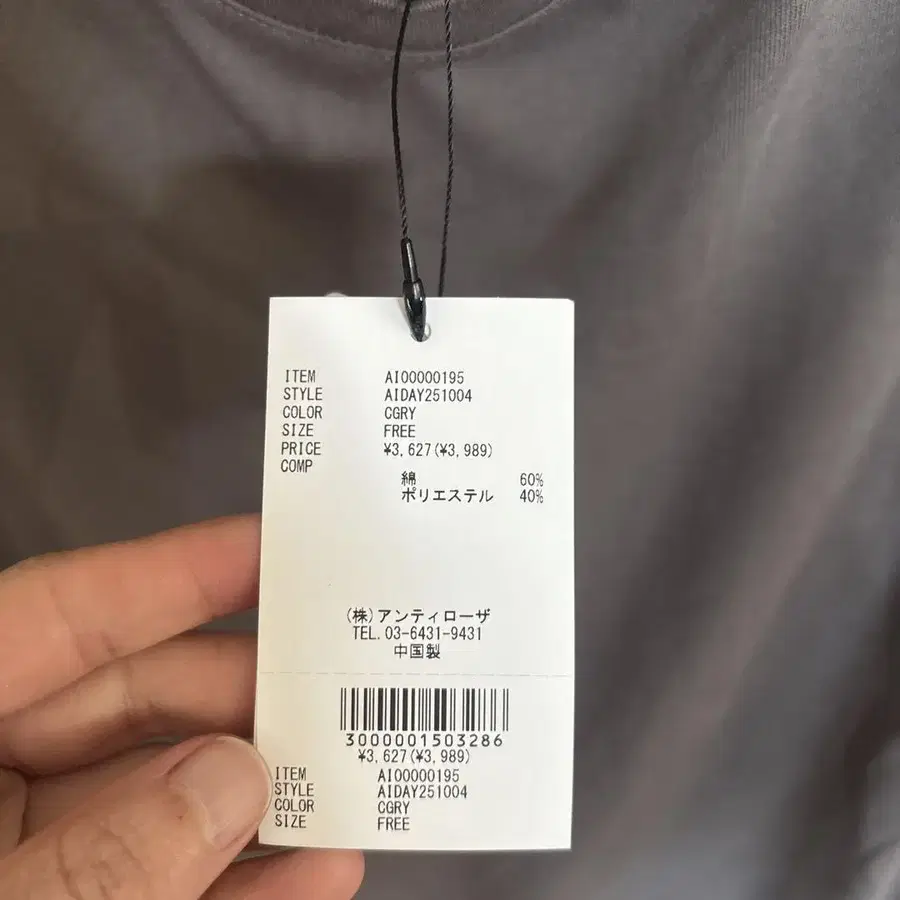 ITEM AI00000195
STYLE AIDAY251004
COLOR CGRY
SIZE FREE
PRICE ¥3,627(¥3,989)
COMP
綿 60%
ポリエステル 40%
(株)アンティローザ
TEL.03-6431-9431
中国製
3000001503286
¥3,627(¥3,989)
ITEM AI00000195
STYLE AIDAY251004
COLOR CGRY
SIZE FREE